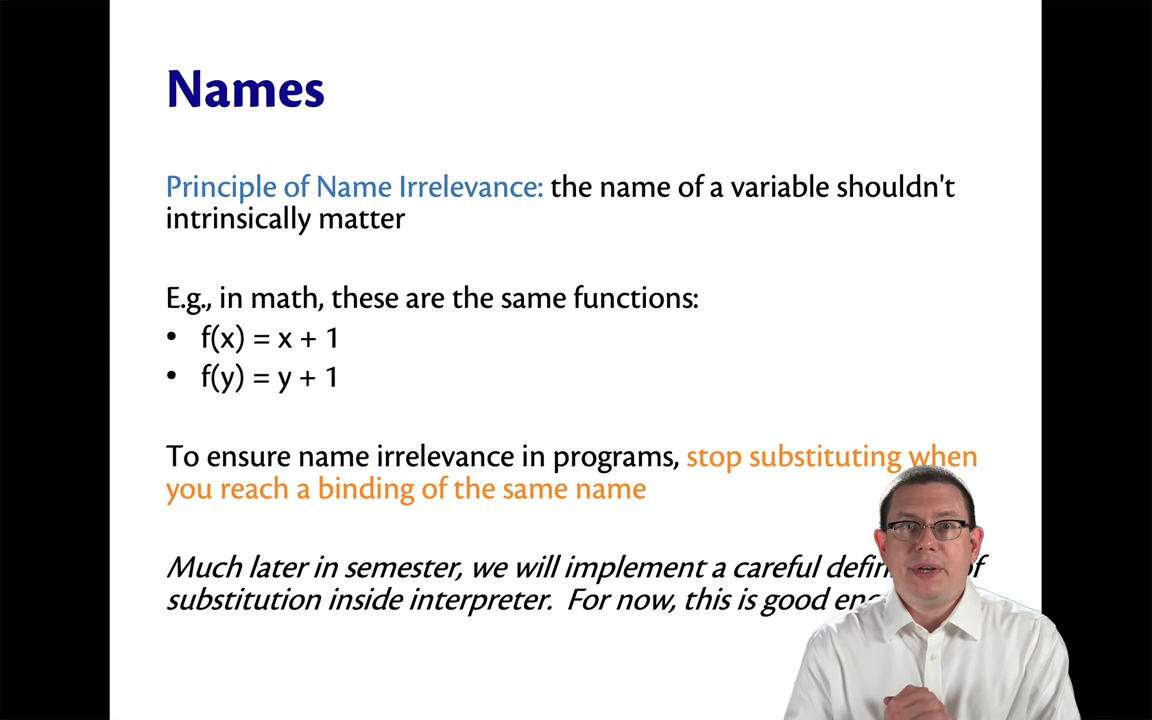 Names
Principle of Name Irrelevance: the name of a variable shouldn't
intrinsically matter
E.g., in math, these are the same functions:
• f(x) = x + 1
• f(y) = y + 1
To ensure name irrelevance in programs, stop substituting when
you reach a binding of the same name
Much later in semester, we will implement a careful
substitution inside interpreter. For now, this is good